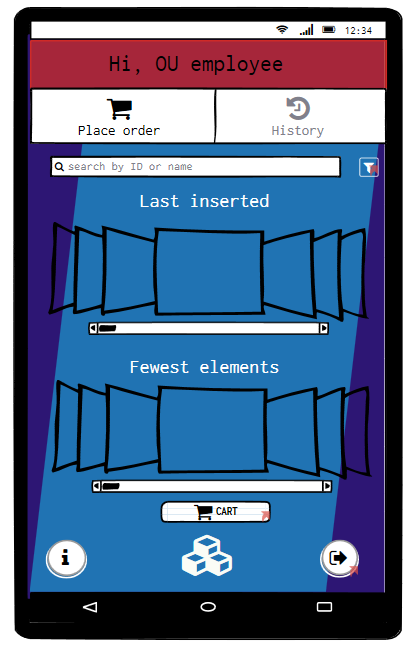 12:34
Hi, OU employee
Place order
History
search by ID or name
Last inserted
Fewest elements
CART
i